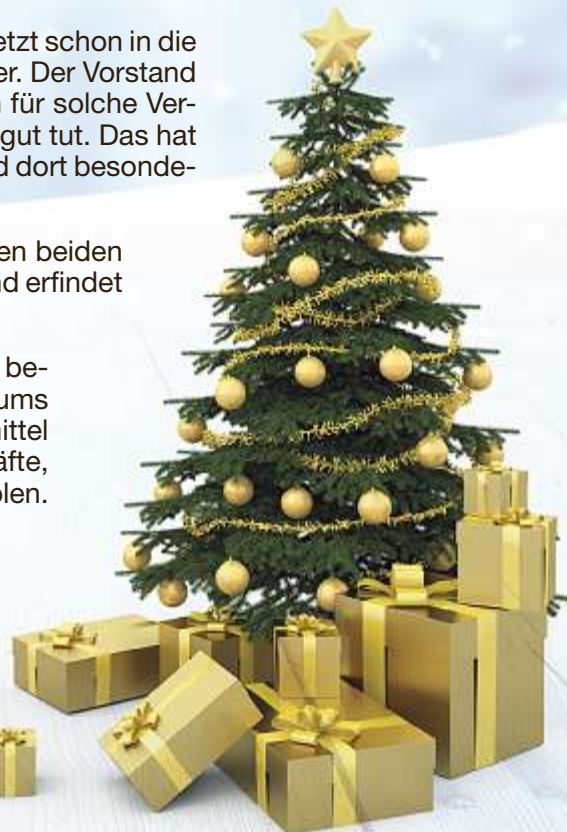 etzt schon in die
er. Der Vorstand
für solche Ver-
gut tut. Das hat
d dort besonde-
en beiden
nd erfindet
be-
ums
ittel
äfte,
olen.